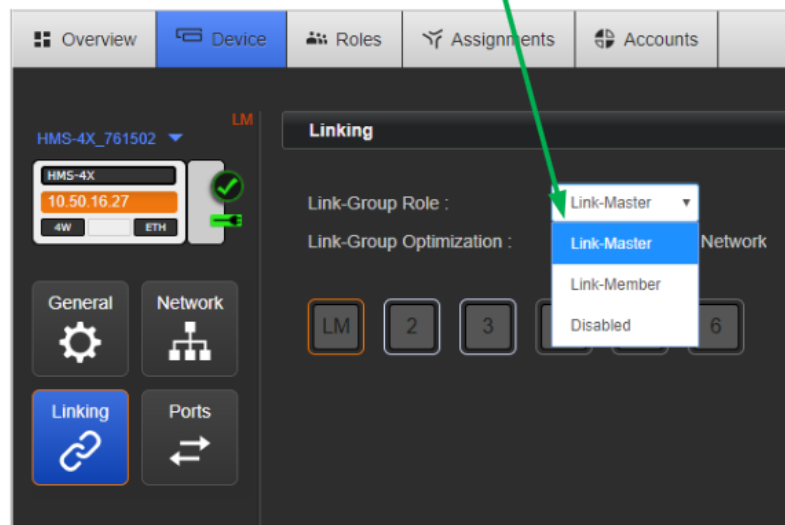 Overview Device Roles Assignments Accounts
LM
HMS-4X_761502
Linking
HMS-4X
10.50.16.27
4W ETH
Link-Group Role : Link-Master
Link-Group Optimization : Network
Link-Master
Link-Member
Disabled
General Network
LM 2 3 6
Linking Ports